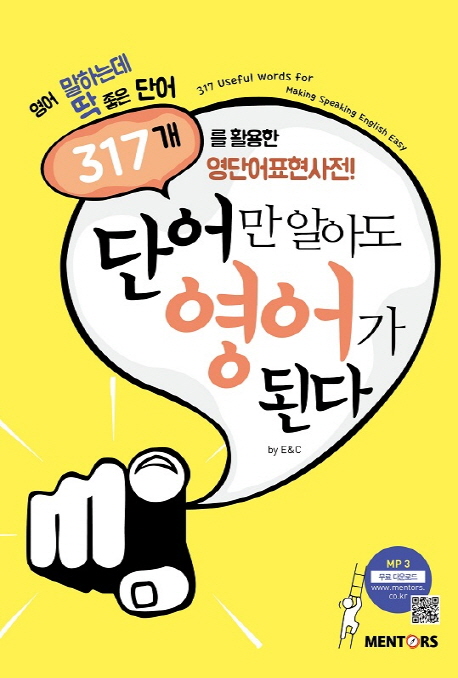 영어 말하는데
딱 좋은 단어
317 Useful Words for
Making Speaking English Easy
317개
를 활용한
영단어표현사전!
단어만 알아도
영어가
된다
by E&C
MP 3
무료 다운로드
www.mentors.
co.kr
MENTORS